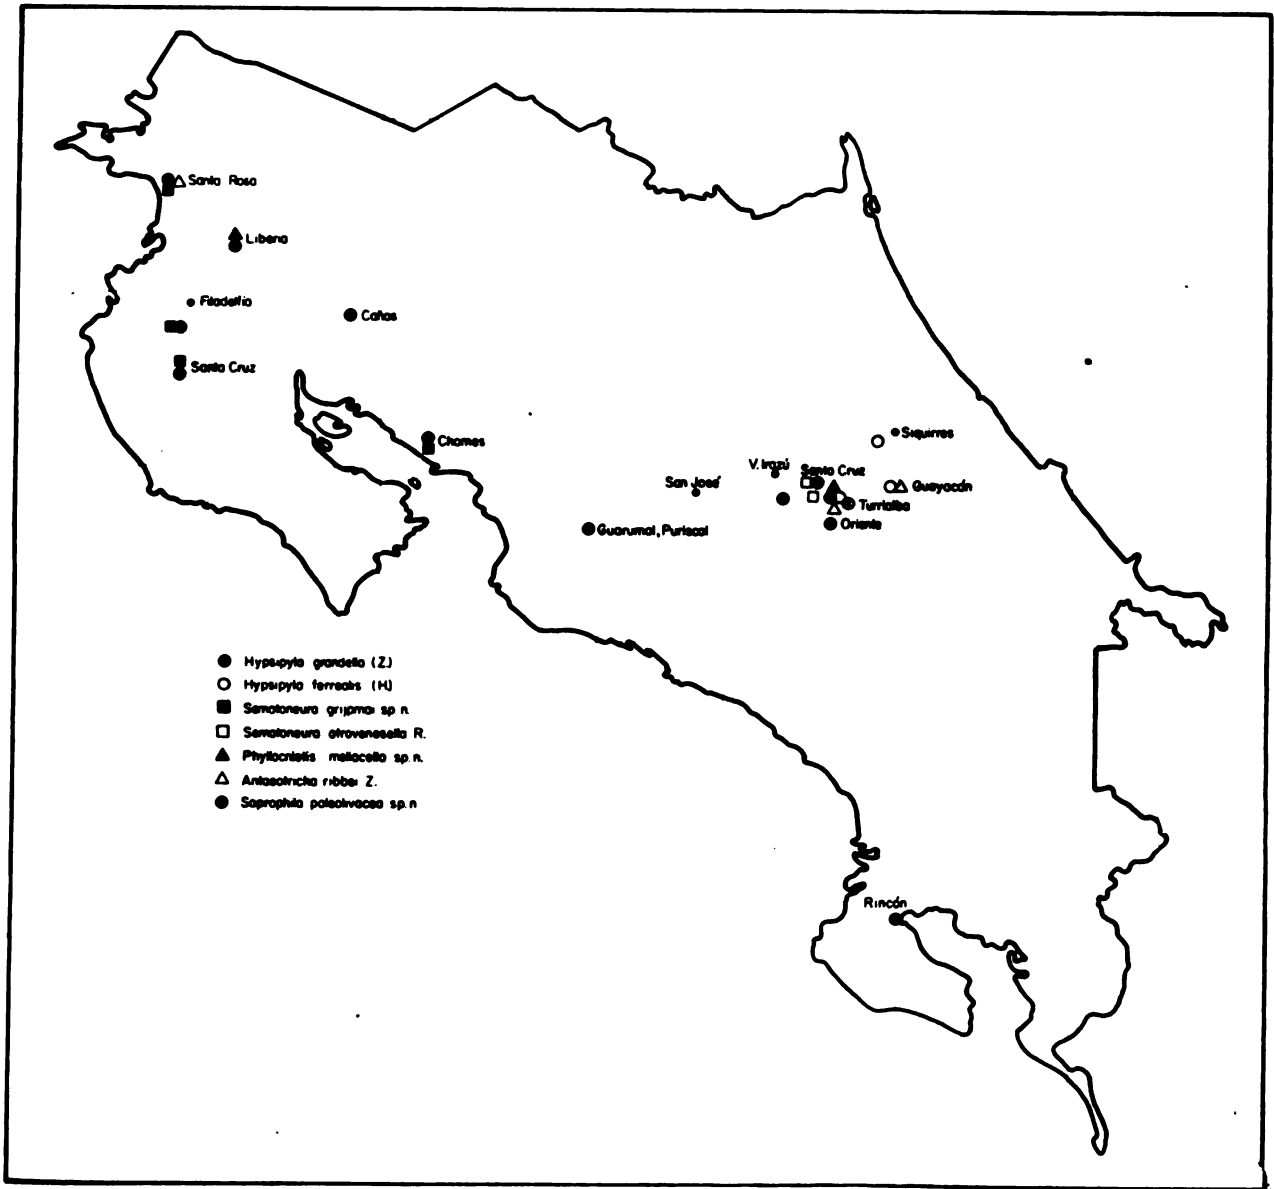 Santa Rosa
Liberia
Filadelfia
Cañas
Santa Cruz
Chomes
Siquirres
V. Irazú
Santa Cruz
San José
Guayacán
Turrialba
Guarumal, Puriscal
Oriente
Hypsipyla grandella (Z.)
Hypsipyla ferrealis (H.)
Sematoneura grijpmai sp. n.
Sematoneura atrovenosella R.
Phyllocnistis meliacella sp. n.
Antaeotricha ribbei Z.
Saprophila sp. n
Rincón